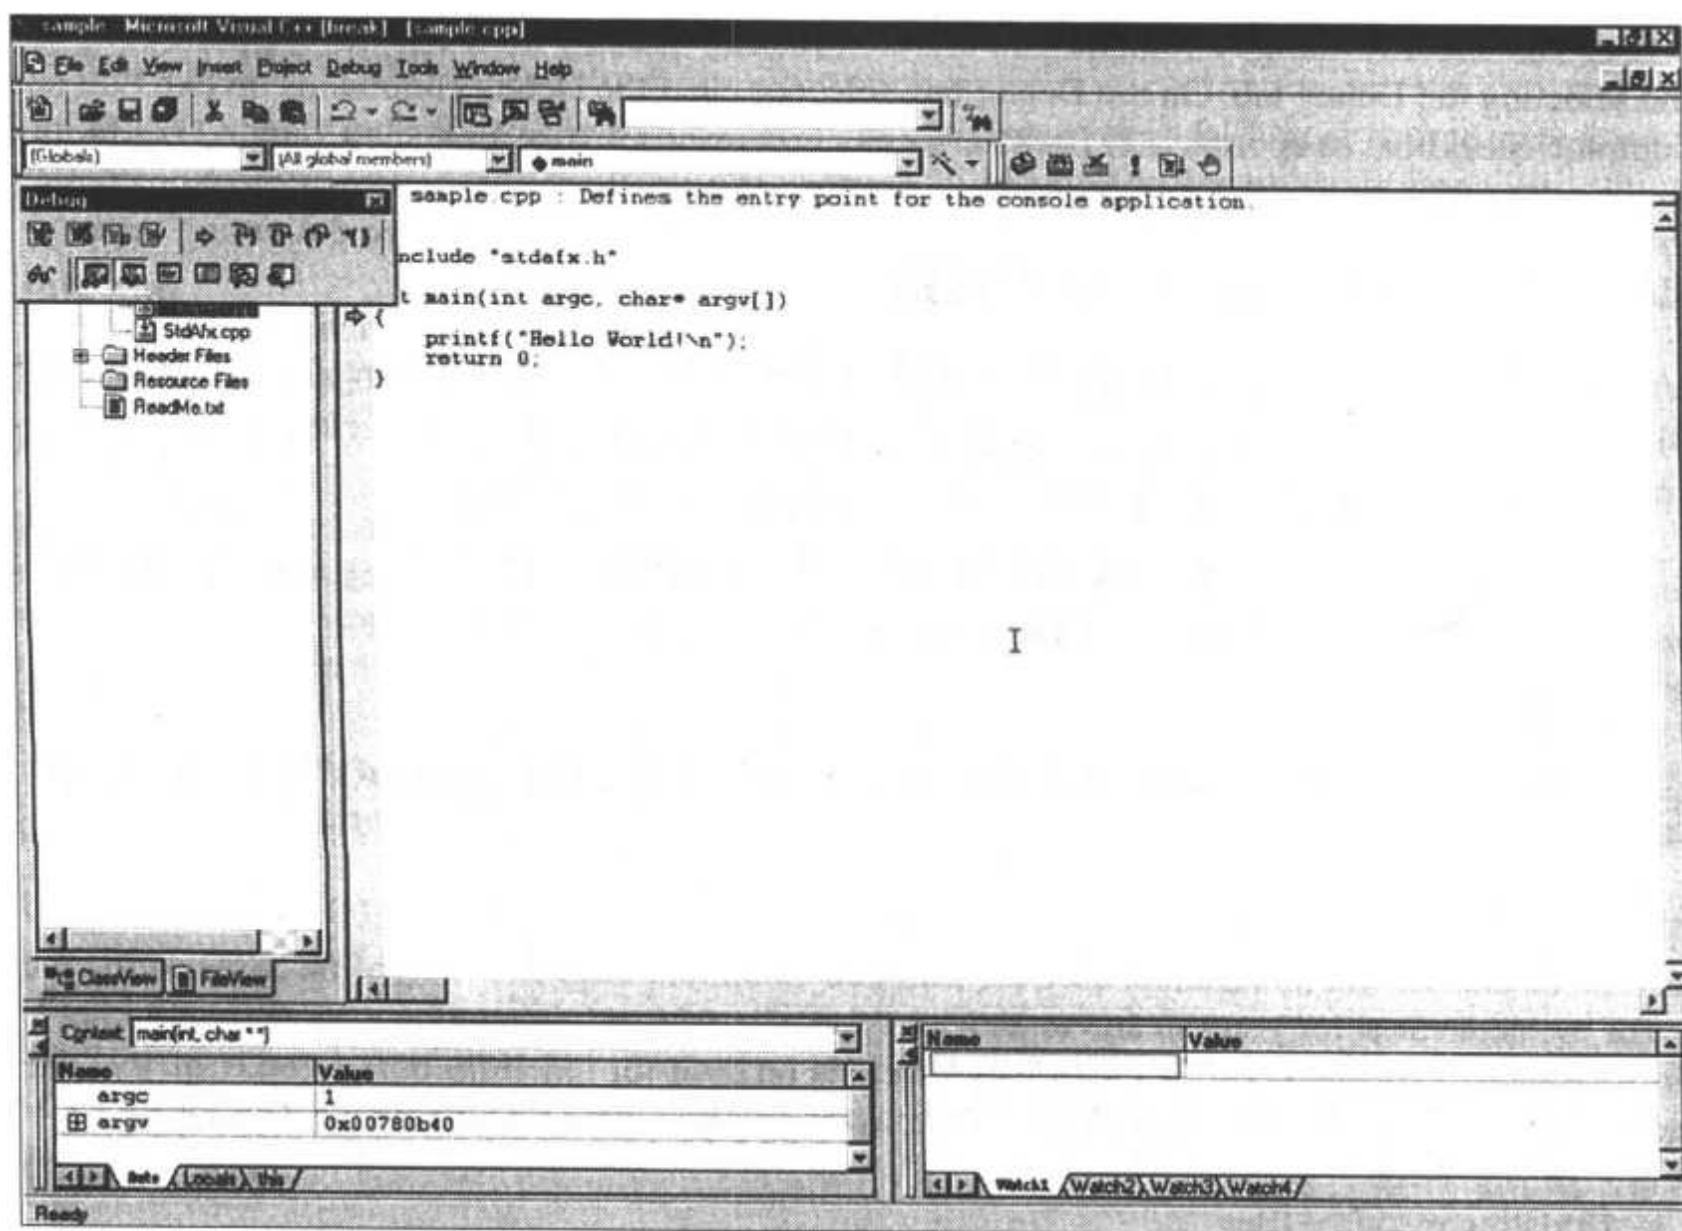 sample - Microsoft Visual C++ [break] - [sample.cpp]
File Edit View Insert Project Debug Tools Window Help
(Globals) (All global members) main
Debug
sample.cpp : Defines the entry point for the console application.
nclude "stdafx.h"
t main(int argc, char* argv[])
{
printf("Hello World!\n");
return 0;
}
StdAfx.cpp
Header Files
Resource Files
ReadMe.txt
ClassView FileView
Context: main(int, char * *)
Name Value
argc 1
argv 0x00780b40
Auto Locals this
Name Value
Watch1 Watch2 Watch3 Watch4
Ready